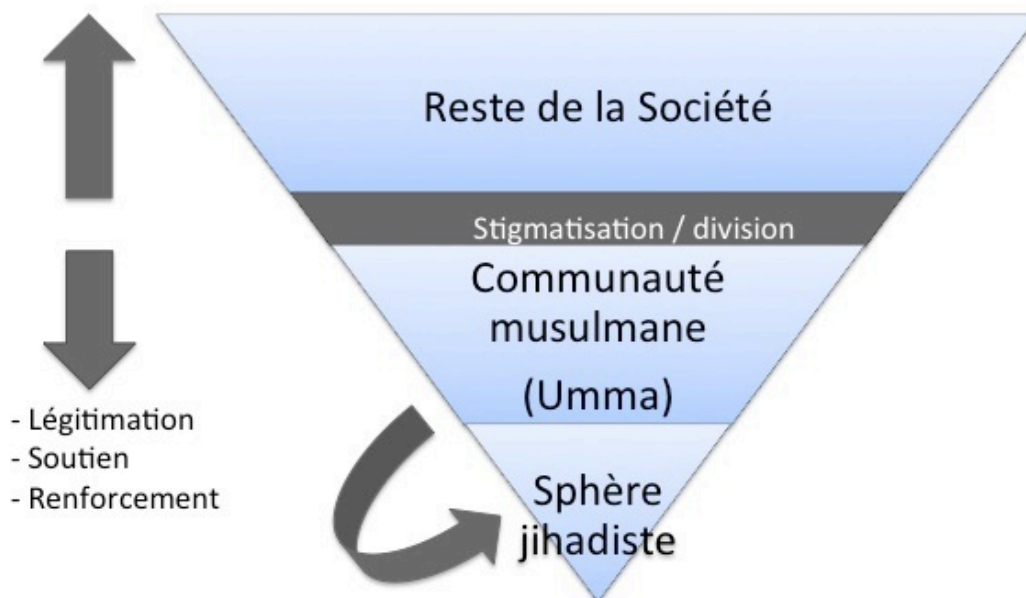 Reste de la Société
Stigmatisation / division
Communauté
musulmane
(Umma)
- Légitimation
- Soutien
- Renforcement
Sphère
jihadiste